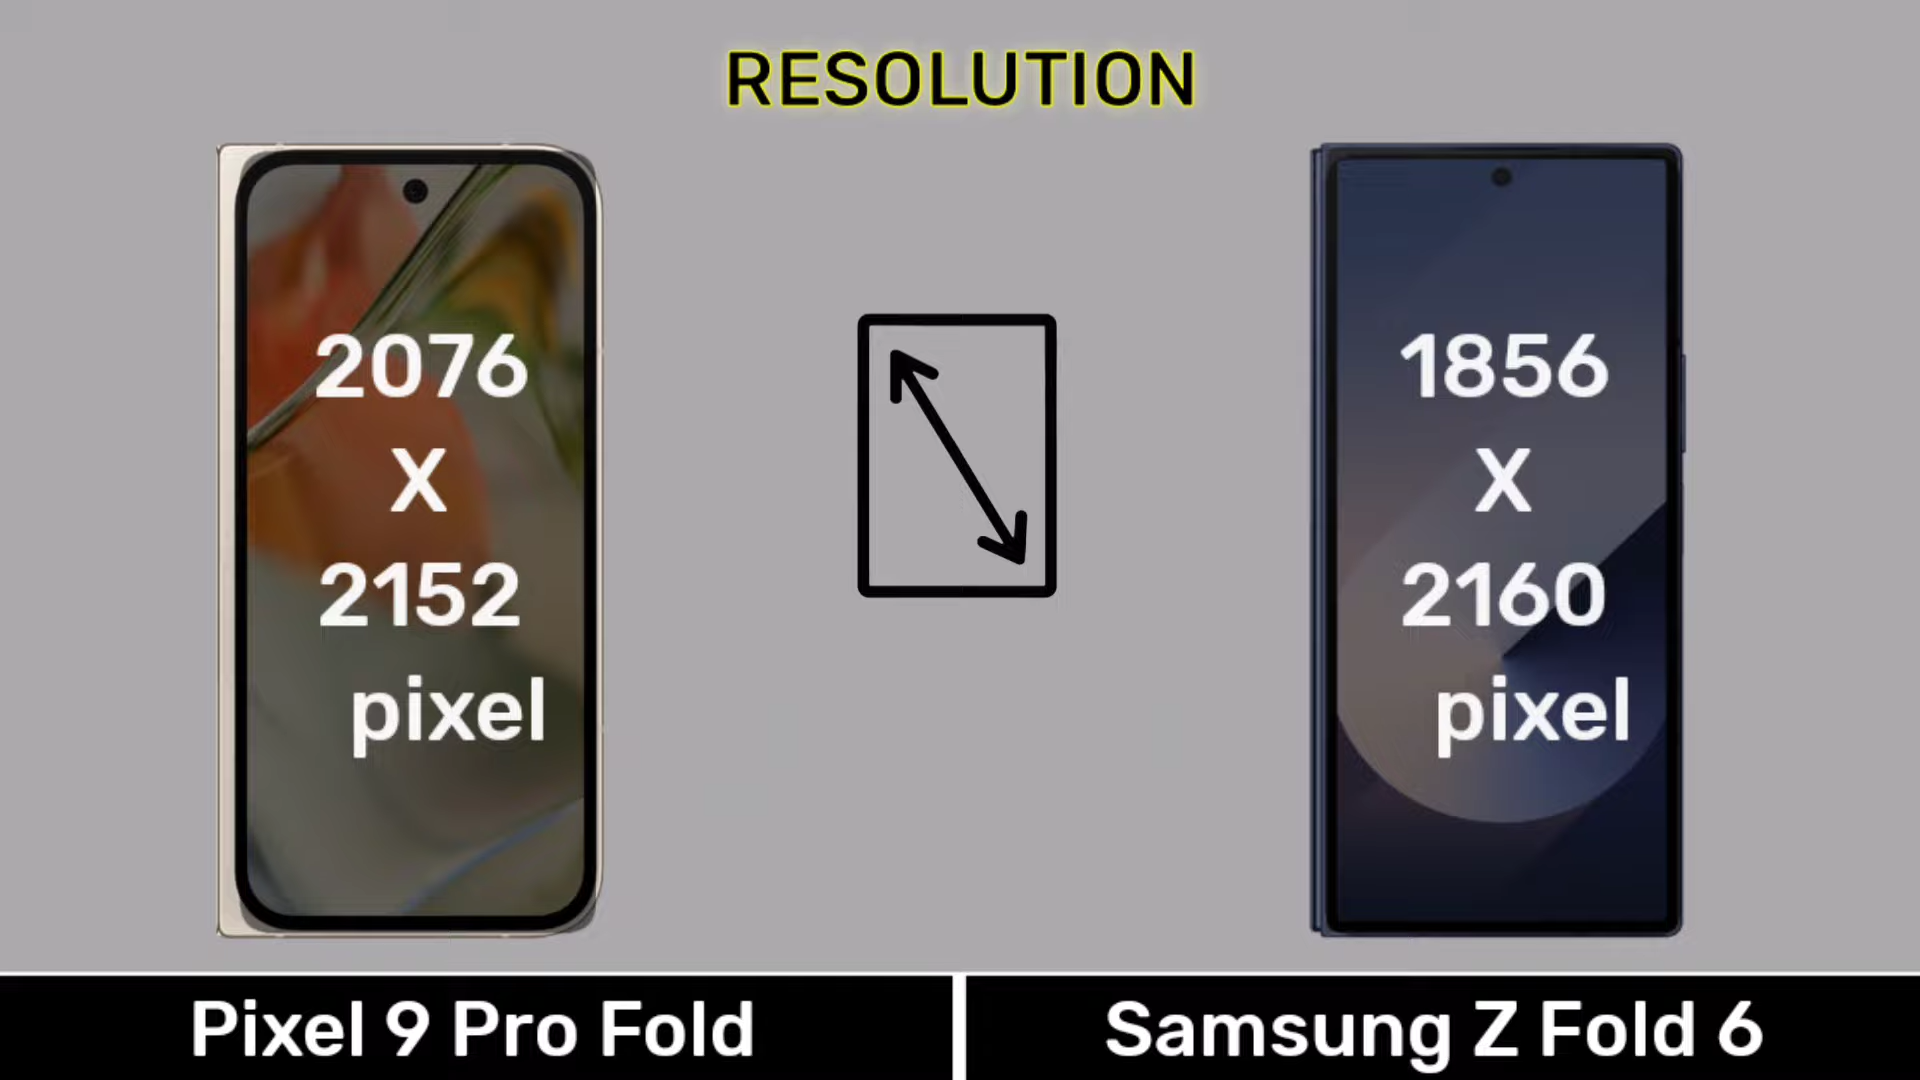 RESOLUTION
2076
X
2152
pixel
1856
X
2160
pixel
Pixel 9 Pro Fold
Samsung Z Fold 6